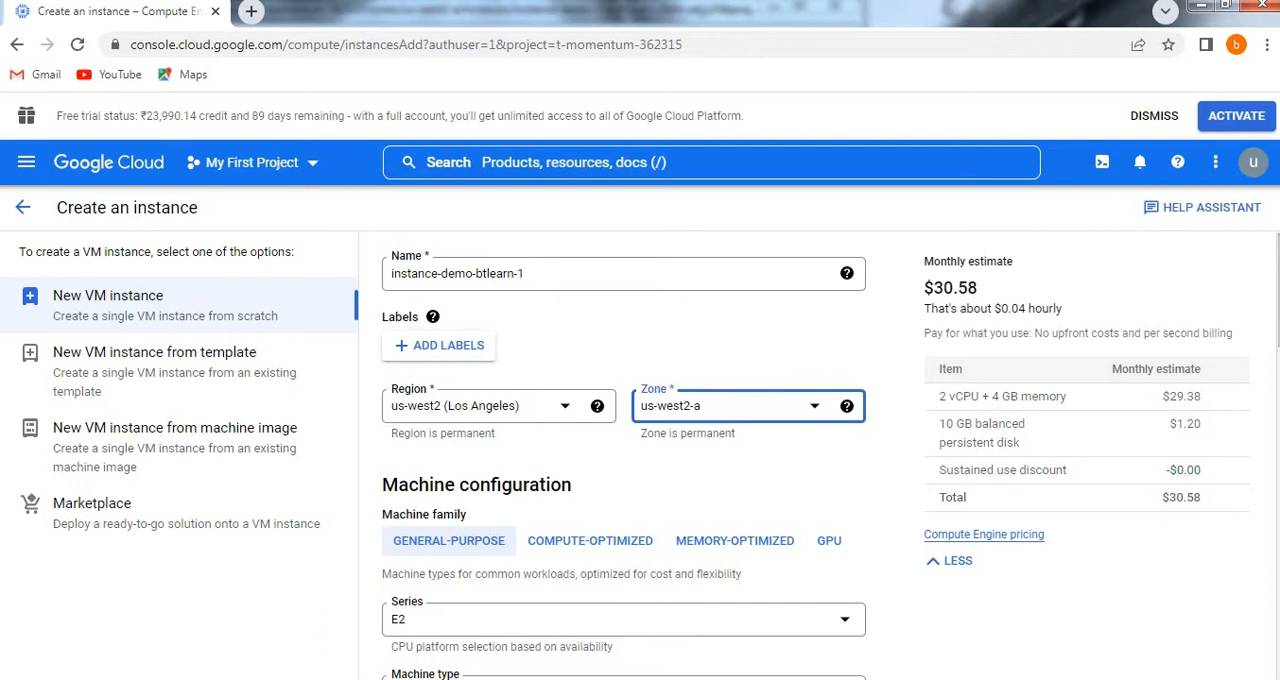 Create an instance – Compute En
console.cloud.google.com/compute/instancesAdd?authuser=1&project=t-momentum-362315
b
Gmail YouTube Maps
Free trial status: ₹23,990.14 credit and 89 days remaining - with a full account, you'll get unlimited access to all of Google Cloud Platform.
DISMISS ACTIVATE
Google Cloud My First Project Search Products, resources, docs (/)
u
Create an instance
HELP ASSISTANT
To create a VM instance, select one of the options:
New VM instance
Create a single VM instance from scratch
New VM instance from template
Create a single VM instance from an existing
template
New VM instance from machine image
Create a single VM instance from an existing
machine image
Marketplace
Deploy a ready-to-go solution onto a VM instance
Name *
instance-demo-btlearn-1
Labels
ADD LABELS
Region *
us-west2 (Los Angeles)
Region is permanent
Zone *
us-west2-a
Zone is permanent
Machine configuration
Machine family
GENERAL-PURPOSE COMPUTE-OPTIMIZED MEMORY-OPTIMIZED GPU
Machine types for common workloads, optimized for cost and flexibility
Series
E2
CPU platform selection based on availability
Machine type
Monthly estimate
$30.58
That's about $0.04 hourly
Pay for what you use: No upfront costs and per second billing
Item Monthly estimate
2 vCPU + 4 GB memory $29.38
10 GB balanced $1.20
persistent disk
Sustained use discount -$0.00
Total $30.58
Compute Engine pricing
LESS